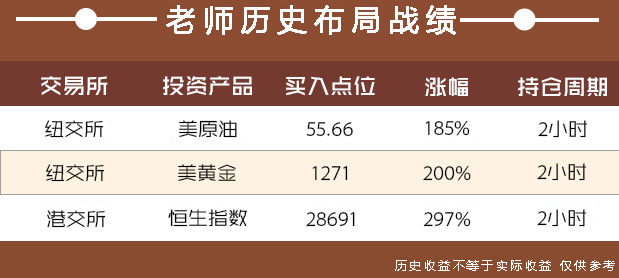 老师历史布局战绩
交易所 投资产品 买入点位 涨幅 持仓周期
纽交所 美原油 55.66 185% 2小时
纽交所 美黄金 1271 200% 2小时
港交所 恒生指数 28691 297% 2小时
历史收益不等于实际收益 仅供参考